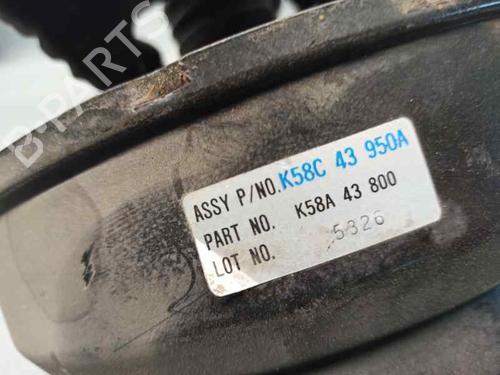 ASSY P/NO. K58C 43 950A
PART NO. K58A 43 800
LOT NO. 5326
B-PARTS